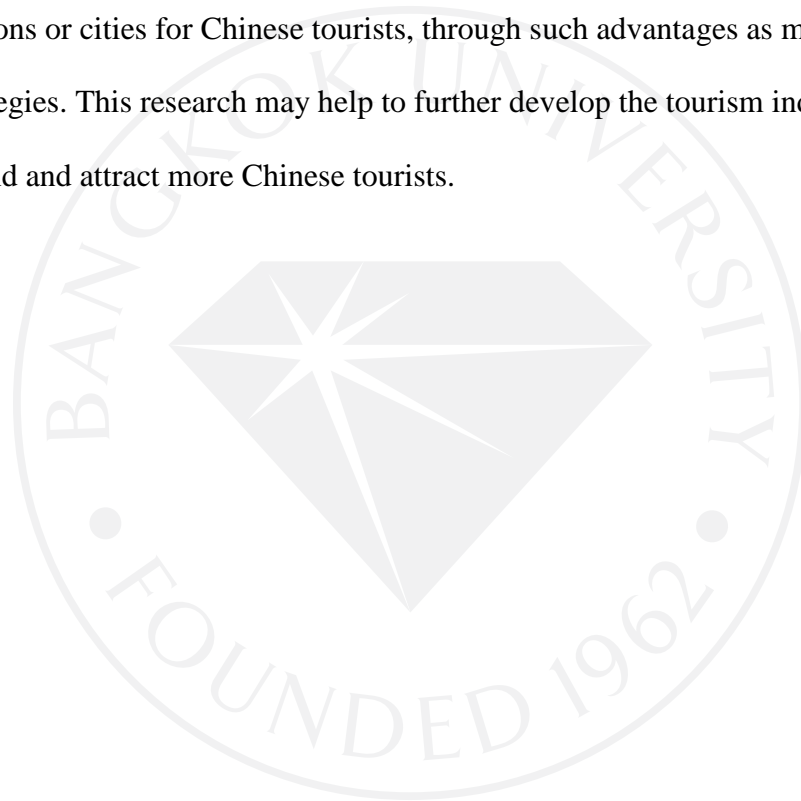 ons or cities for Chinese tourists, through such advantages as m
egies. This research may help to further develop the tourism in
d and attract more Chinese tourists.
BANGKOK UNIVERSITY
• FOUNDED 1962 •